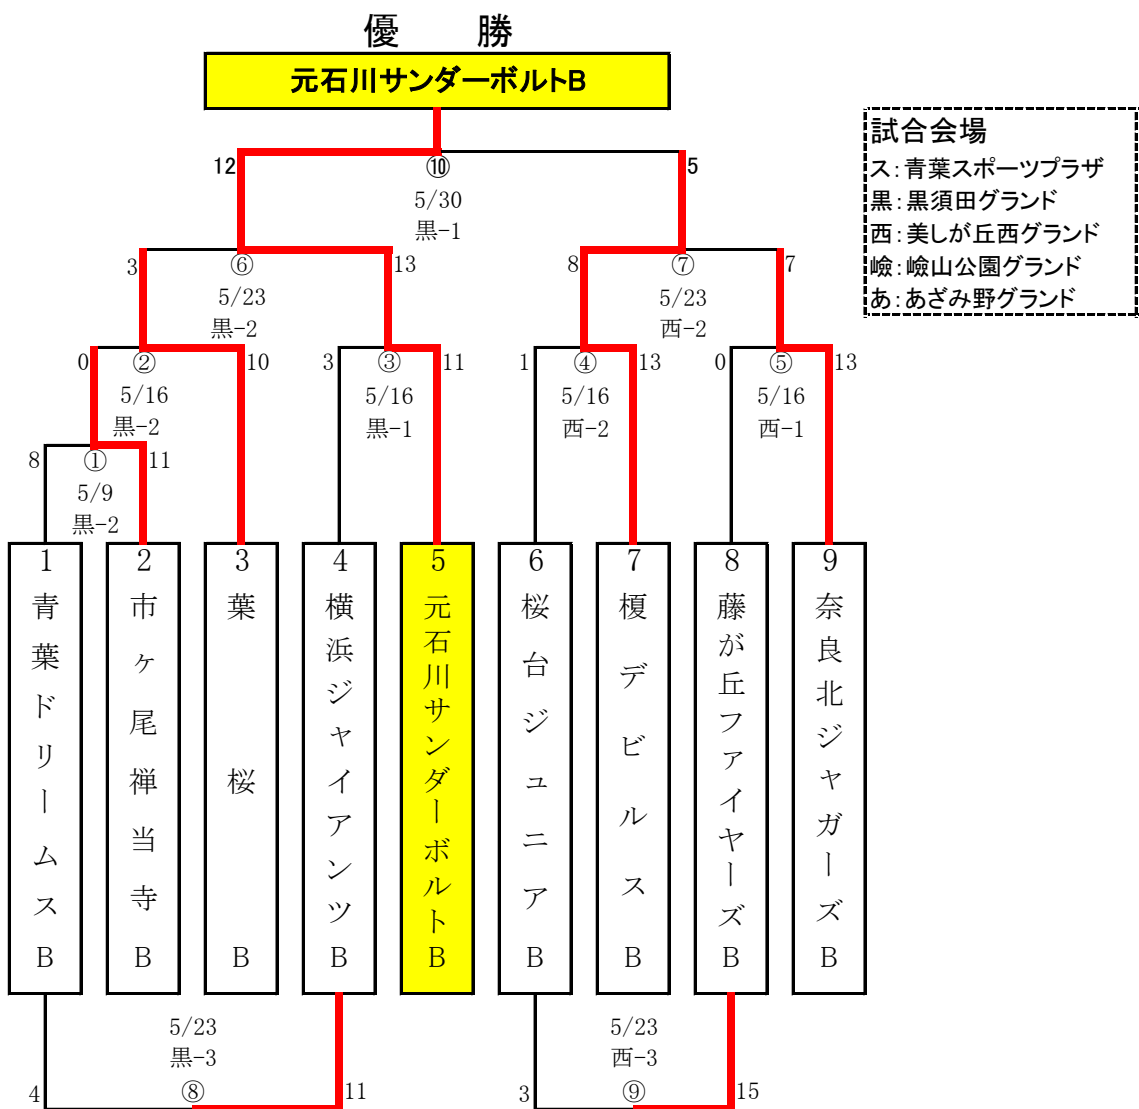 優　勝
元石川サンダーボルトB
試合会場
ス：青葉スポーツプラザ
黒：黒須田グランド
西：美しが丘西グランド
嶮：嶮山公園グランド
あ：あざみ野グランド
12 ⑩ 5
5/30
黒-1
3 ⑥ 13
5/23
黒-2
8 ⑦ 7
5/23
西-2
0 ② 10
5/16
黒-2
3 ③ 11
5/16
黒-1
1 ④ 13
5/16
西-2
0 ⑤ 13
5/16
西-1
8 ① 11
5/9
黒-2
1 青葉ドリームスB
2 市ヶ尾禅当寺B
3 葉桜B
4 横浜ジャイアンツB
5 元石川サンダーボルトB
6 桜台ジュニアB
7 榎デビルスB
8 藤が丘ファイヤーズB
9 奈良北ジャガーズB
5/23
黒-3
4 ⑧ 11
5/23
西-3
3 ⑨ 15